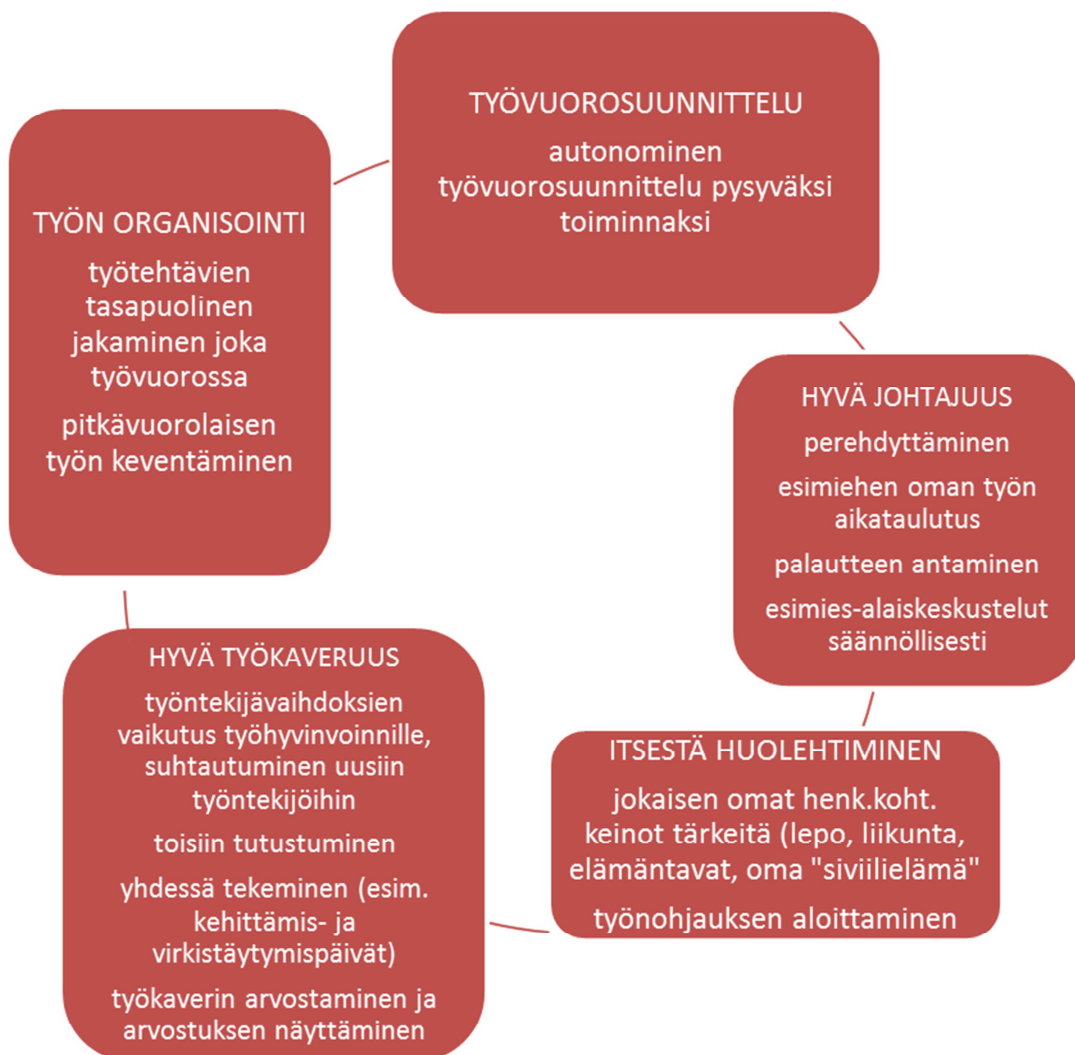 TYÖVUOROSUUNNITTELU
autonominen
työvuorosuunnittelu pysyväksi
toiminnaksi
HYVÄ JOHTAJUUS
perehdyttäminen
esimiehen oman työn
aikataulutus
palautteen antaminen
esimies-alaiskeskustelut
säännöllisesti
ITSESTÄ HUOLEHTIMINEN
jokaisen omat henk.koht.
keinot tärkeitä (lepo, liikunta,
elämäntavat, oma "siviilielämä"
työnohjauksen aloittaminen
HYVÄ TYÖKAVERUUS
työntekijävaihdoksien
vaikutus työhyvinvoinnille,
suhtautuminen uusiin
työntekijöihin
toisiin tutustuminen
yhdessä tekeminen (esim.
kehittämis- ja
virkistäytymispäivät)
työkaverin arvostaminen ja
arvostuksen näyttäminen
TYÖN ORGANISOINTI
työtehtävien
tasapuolinen
jakaminen joka
työvuorossa
pitkävuorolaisen
työn keventäminen